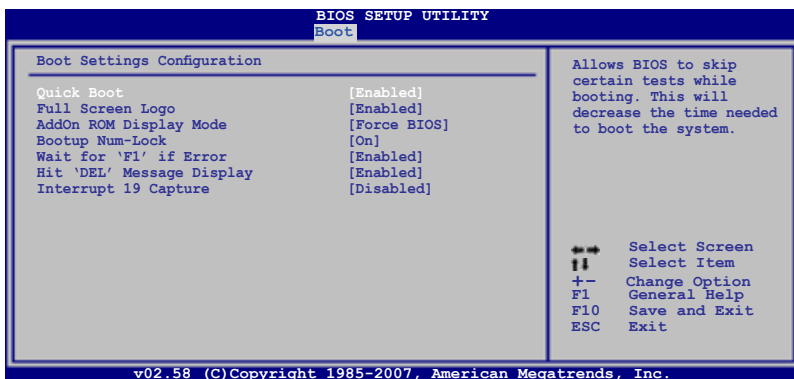 BIOS SETUP UTILITY
Boot
Boot Settings Configuration
Quick Boot [Enabled]
Full Screen Logo [Enabled]
AddOn ROM Display Mode [Force BIOS]
Bootup Num-Lock [On]
Wait for ‘F1’ if Error [Enabled]
Hit ‘DEL’ Message Display [Enabled]
Interrupt 19 Capture [Disabled]
Allows BIOS to skip
certain tests while
booting. This will
decrease the time needed
to boot the system.
←→ Select Screen
↑↓ Select Item
+- Change Option
F1 General Help
F10 Save and Exit
ESC Exit
v02.58 (C)Copyright 1985-2007, American Megatrends, Inc.